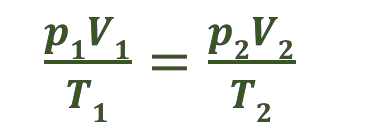 p₁V₁/T₁ = p₂V₂/T₂